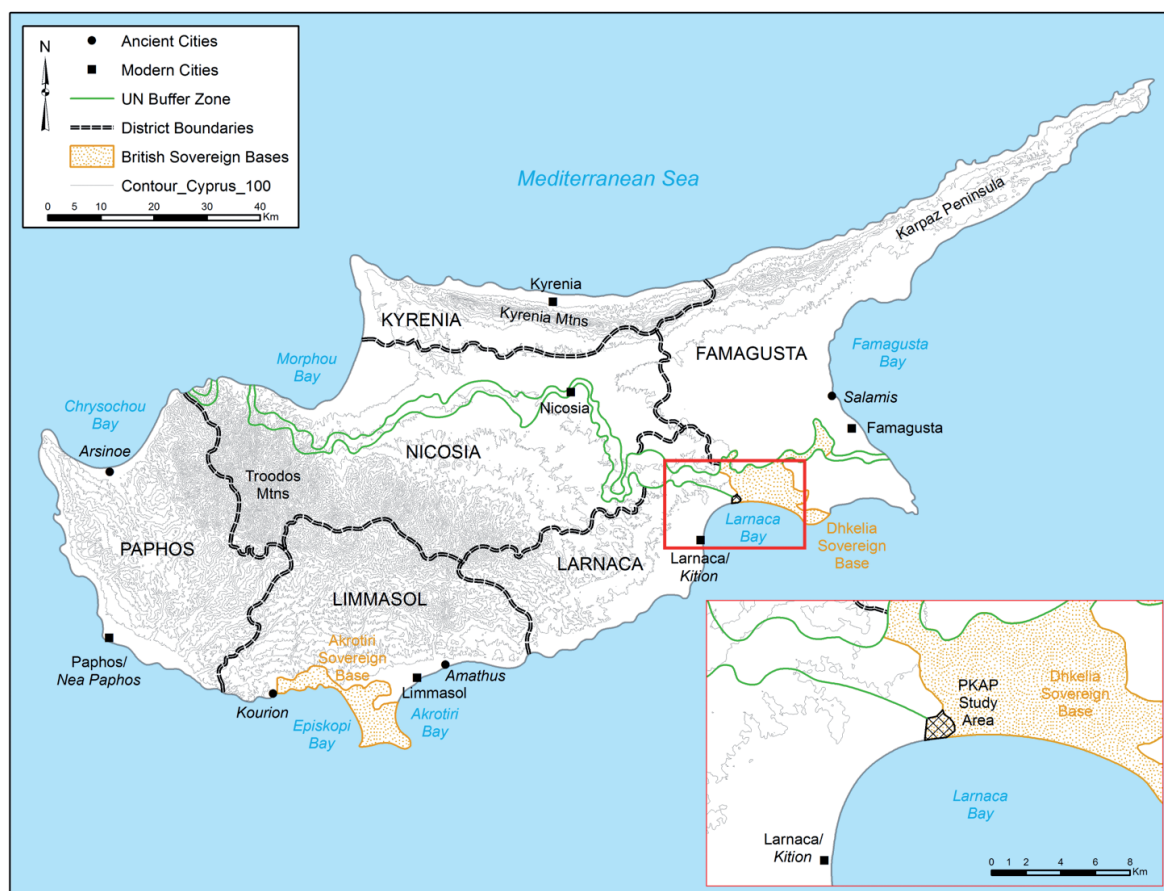 N
Ancient Cities
Modern Cities
UN Buffer Zone
District Boundaries
British Sovereign Bases
Contour_Cyprus_100
0 5 10 20 30 40
Km
Mediterranean Sea
Karpaz Peninsula
Kyrenia
Kyrenia Mtns
KYRENIA
FAMAGUSTA
Famagusta
Bay
Morphou
Bay
Chrysochou
Bay
Arsinoe
Nicosia
Salamis
Famagusta
NICOSIA
Troodos
Mtns
Larnaca
Bay
Dhkelia
Sovereign
Base
PAPHOS
LARNACA
Larnaca/
Kition
LIMMASOL
Akrotiri
Sovereign
Base
Paphos/
Nea Paphos
Amathus
Limmasol
Kourion
Episkopi
Bay
Akrotiri
Bay
PKAP
Study
Area
Dhkelia
Sovereign
Base
Larnaca
Bay
Larnaca/
Kition
0 1 2 4 6 8
Km